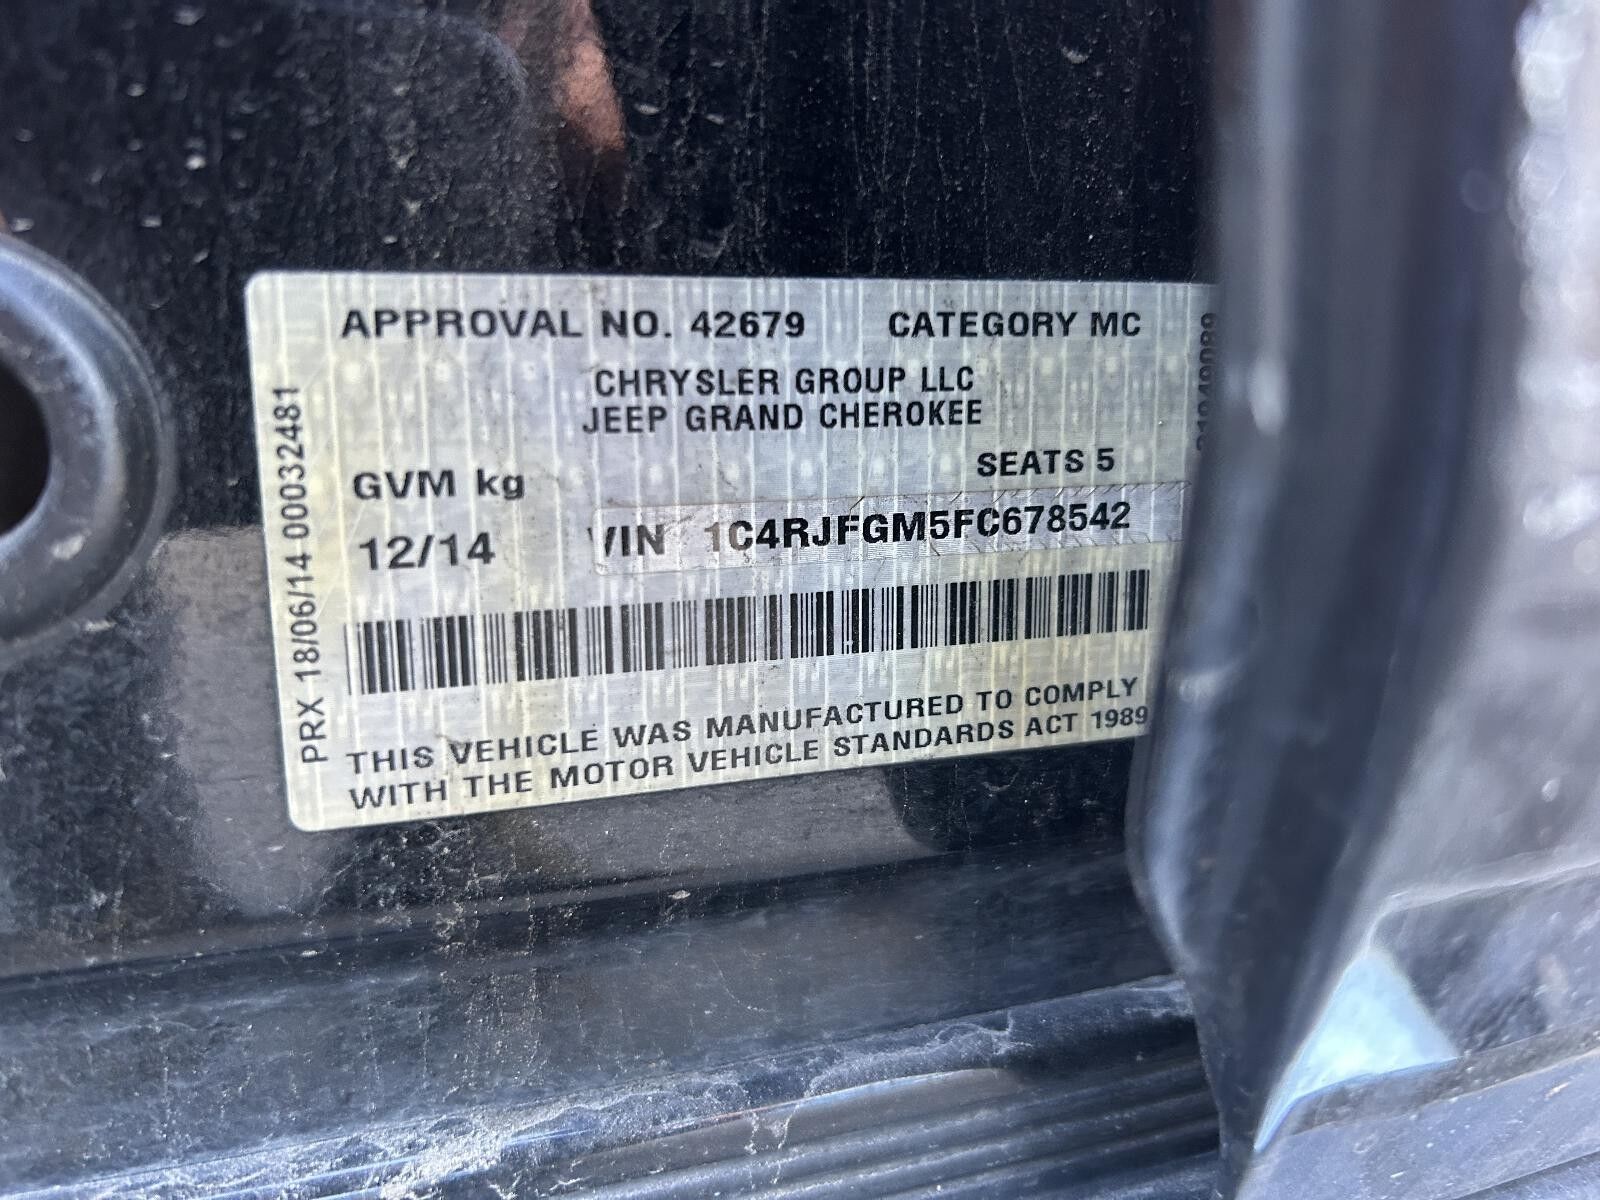 APPROVAL NO. 42679 CATEGORY MC
CHRYSLER GROUP LLC
JEEP GRAND CHEROKEE
SEATS 5
GVM kg
12/14 VIN 1C4RJFGM5FC678542
THIS VEHICLE WAS MANUFACTURED TO COMPLY
WITH THE MOTOR VEHICLE STANDARDS ACT 1989
PRX 18/06/14 00032481